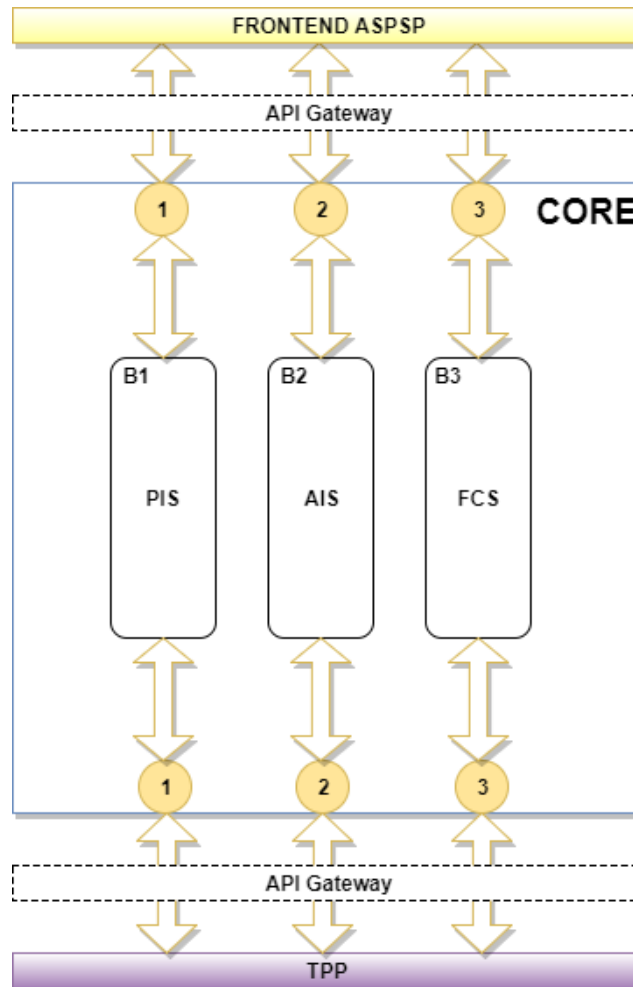 FRONTEND ASPSP
API Gateway
1 2 3
CORE
B1 B2 B3
PIS AIS FCS
1 2 3
API Gateway
TPP